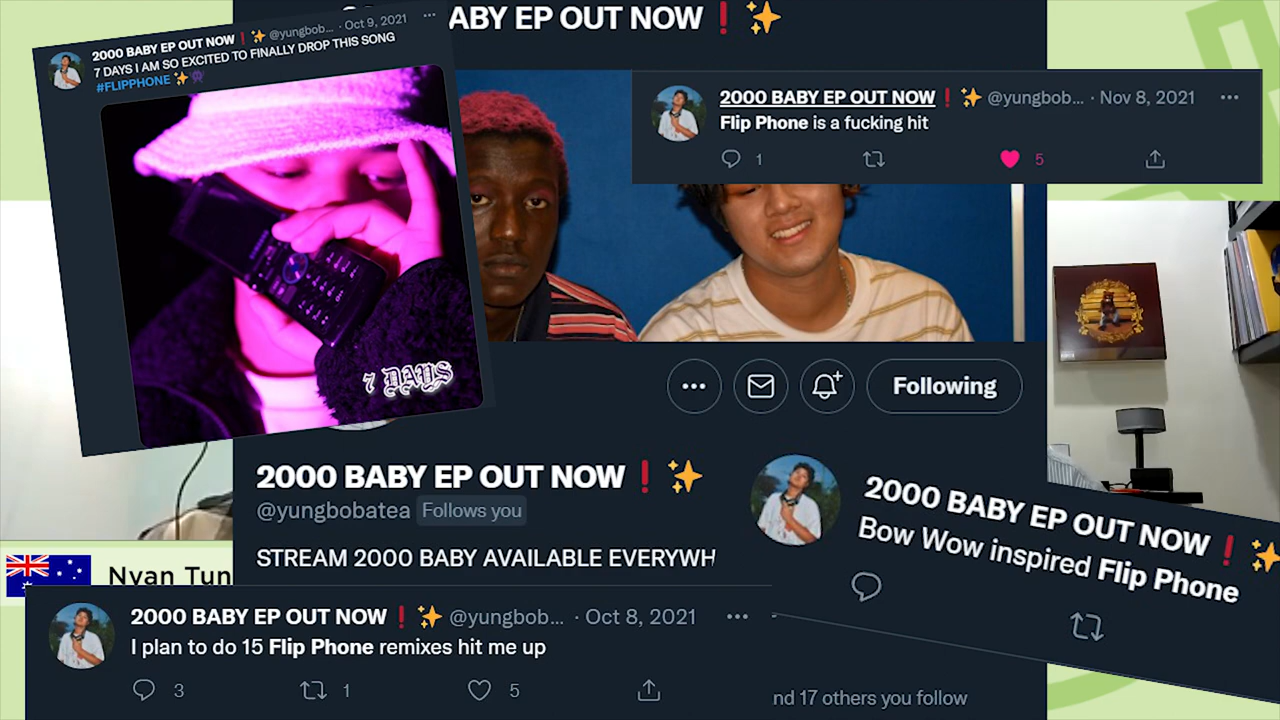 ABY EP OUT NOW❗✨
2000 BABY EP OUT NOW❗✨ @yungbob... · Oct 9, 2021 ···
7 DAYS I AM SO EXCITED TO FINALLY DROP THIS SONG
#FLIPPHONE ✨
7 DAYS
2000 BABY EP OUT NOW❗✨ @yungbob... · Nov 8, 2021 ···
Flip Phone is a fucking hit
1 5
Following
2000 BABY EP OUT NOW❗✨
@yungbobatea Follows you
STREAM 2000 BABY AVAILABLE EVERYWH
2000 BABY EP OUT NOW❗✨
Bow Wow inspired Flip Phone
Nyan Tun
2000 BABY EP OUT NOW❗✨ @yungbob... · Oct 8, 2021 ···
I plan to do 15 Flip Phone remixes hit me up
3 1 5
nd 17 others you follow